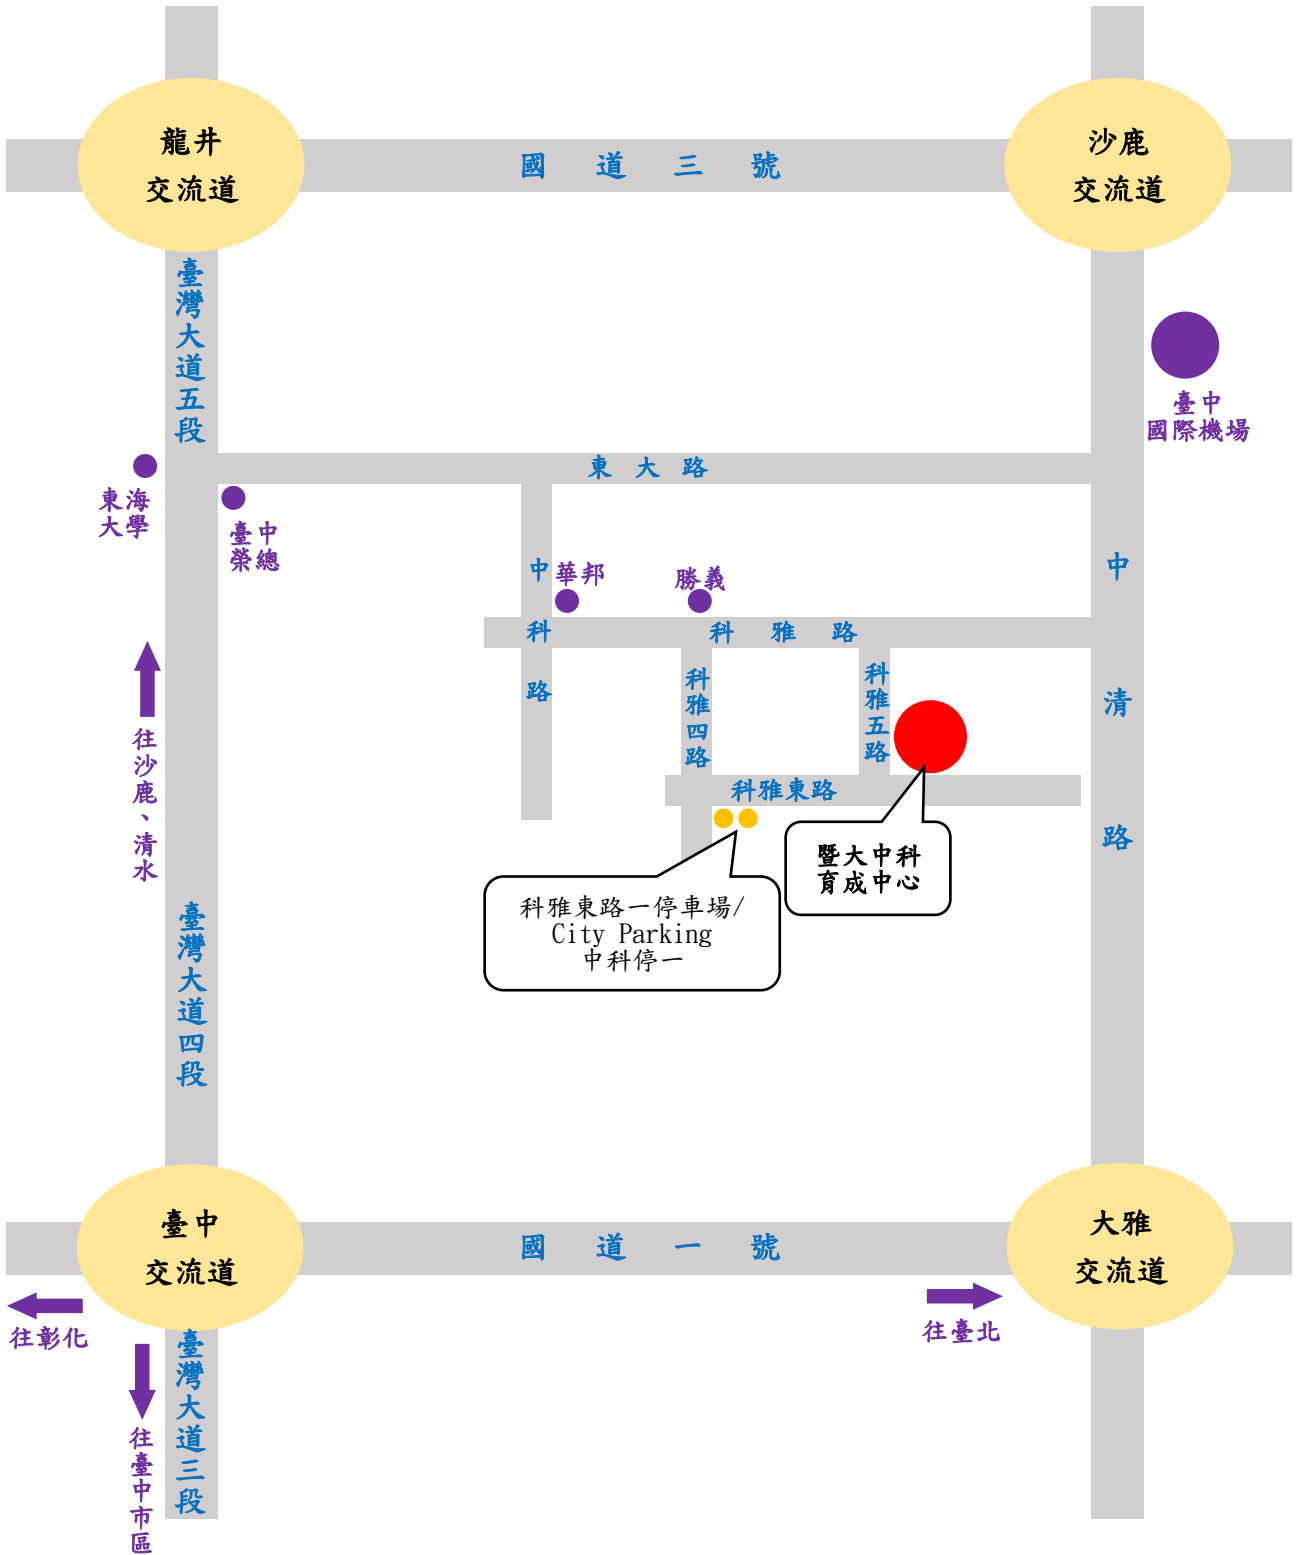 龍井
交流道
國道三號
沙鹿
交流道
臺灣大道五段
臺中
國際機場
東大路
東海
大學
臺中
榮總
中科路
華邦
勝義
科雅路
中清路
科雅四路
科雅五路
往沙鹿、清水
科雅東路
暨大中科
育成中心
科雅東路一停車場/
City Parking
中科停一
臺灣大道四段
臺中
交流道
國道一號
大雅
交流道
往彰化
往臺北
臺灣大道三段
往臺中市區